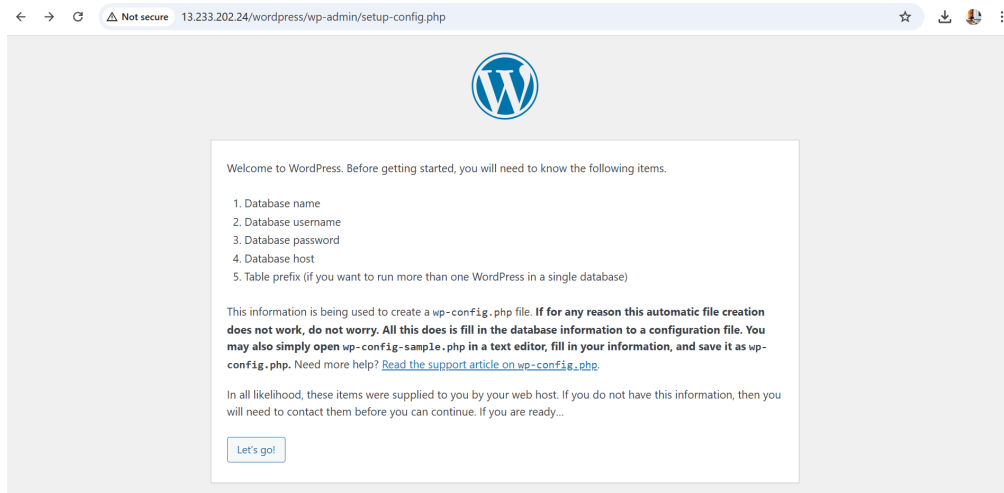 Not secure 13.233.202.24/wordpress/wp-admin/setup-config.php
Welcome to WordPress. Before getting started, you will need to know the following items.
1. Database name
2. Database username
3. Database password
4. Database host
5. Table prefix (if you want to run more than one WordPress in a single database)
This information is being used to create a wp-config.php file. If for any reason this automatic file creation
does not work, do not worry. All this does is fill in the database information to a configuration file. You
may also simply open wp-config-sample.php in a text editor, fill in your information, and save it as wp-
config.php. Need more help? Read the support article on wp-config.php.
In all likelihood, these items were supplied to you by your web host. If you do not have this information, then you
will need to contact them before you can continue. If you are ready…
Let's go!